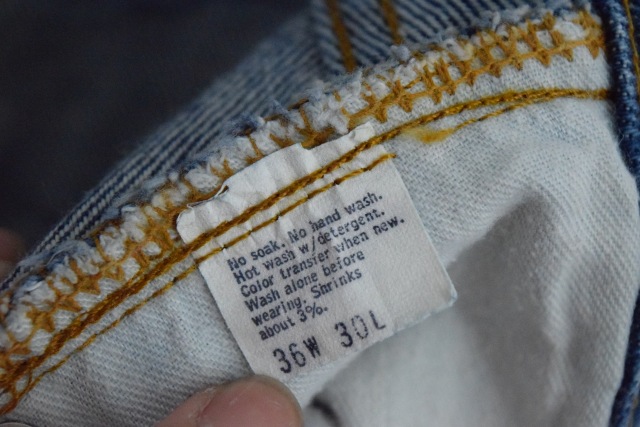 No soak. No hand wash.
Hot wash w/detergent.
Color transfer when new.
Wash alone before
wearing. Shrinks
about 3%.
36W 30L